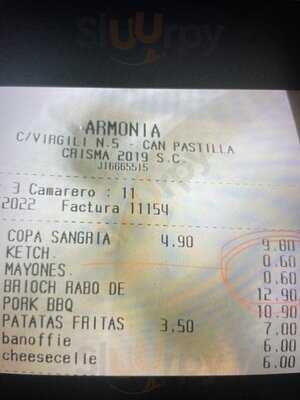 Sluurpy
ARMONIA
C/VIRGILI N.5 - CAN PASTILLA
CRISMA 2019 S.C.
J16665515
3 Camarero : 11
2022 Factura 11154
COPA SANGRIA 4.90 9.80
KETCH. 0.60
MAYONES. 0.60
BRIOCH RABO DE 12.90
PORK BBQ 10.90
PATATAS FRITAS 3.50 7.00
banoffie 6.00
cheesecelle 6.00